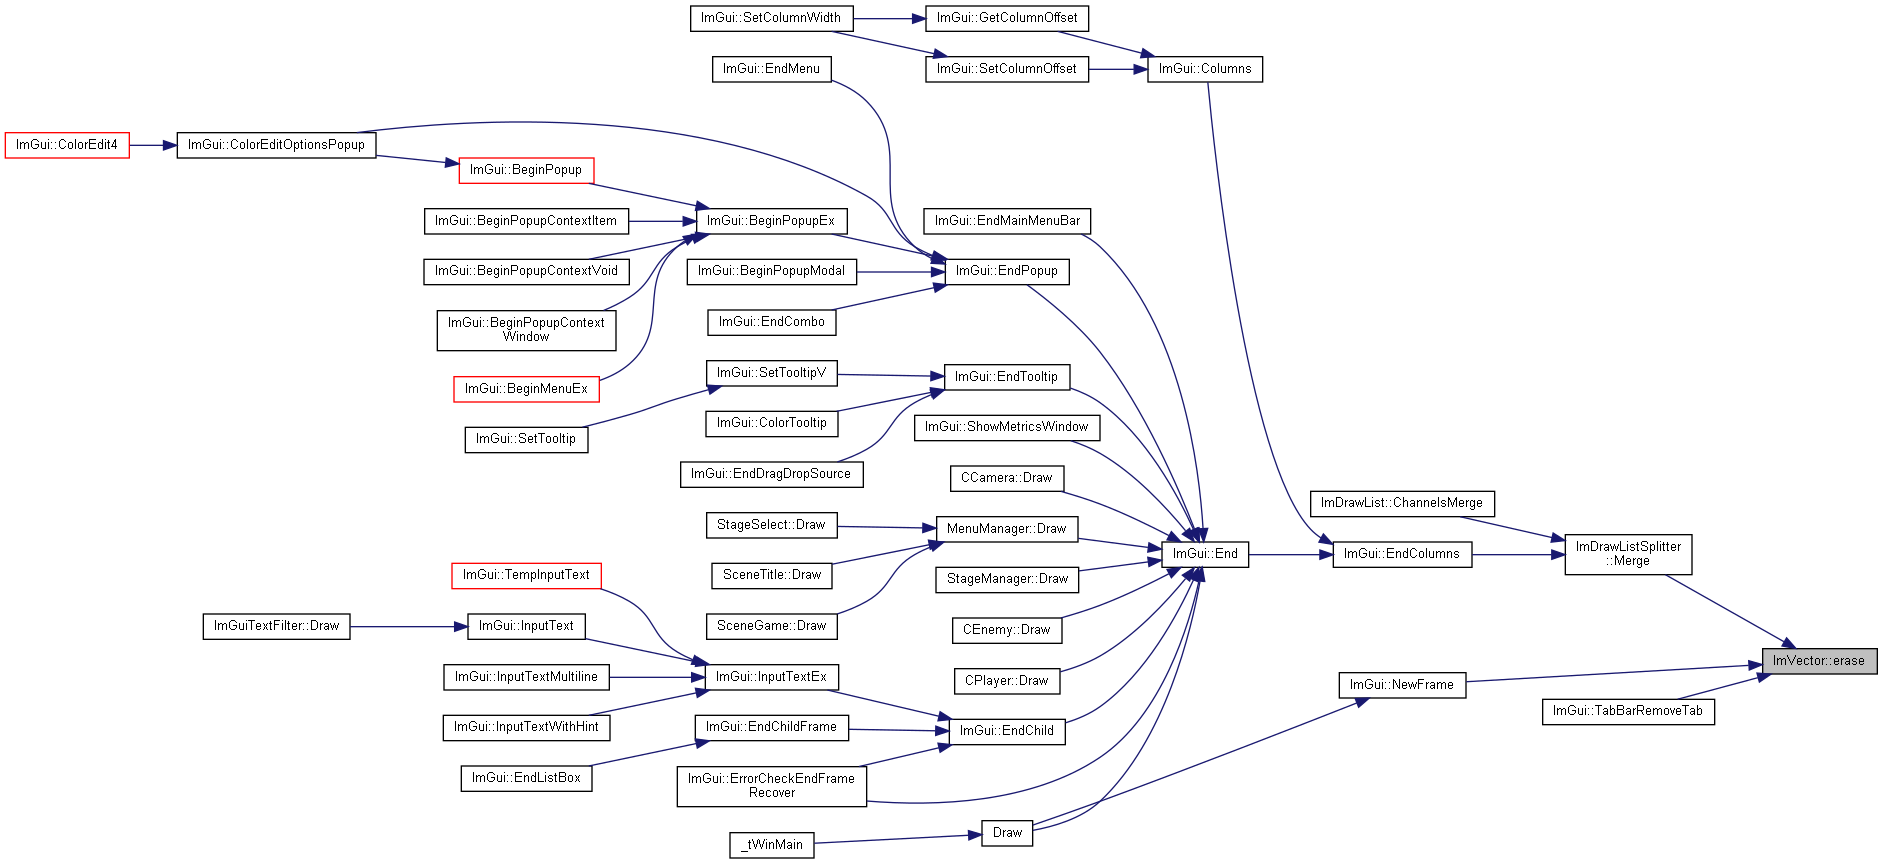 ImGui::SetColumnWidth
ImGui::GetColumnOffset
ImGui::EndMenu
ImGui::SetColumnOffset
ImGui::Columns
ImGui::ColorEdit4
ImGui::ColorEditOptionsPopup
ImGui::BeginPopup
ImGui::BeginPopupContextItem
ImGui::BeginPopupEx
ImGui::EndMainMenuBar
ImGui::BeginPopupContextVoid
ImGui::BeginPopupModal
ImGui::EndPopup
ImGui::BeginPopupContext
Window
ImGui::EndCombo
ImGui::BeginMenuEx
ImGui::SetTooltipV
ImGui::EndTooltip
ImGui::SetTooltip
ImGui::ColorTooltip
ImGui::ShowMetricsWindow
ImGui::EndDragDropSource
CCamera::Draw
ImDrawList::ChannelsMerge
StageSelect::Draw
MenuManager::Draw
ImGui::End
ImGui::EndColumns
ImDrawListSplitter
::Merge
ImGui::TempInputText
SceneTitle::Draw
StageManager::Draw
ImGuiTextFilter::Draw
ImGui::InputText
SceneGame::Draw
CEnemy::Draw
ImVector::erase
ImGui::InputTextMultiline
ImGui::InputTextEx
CPlayer::Draw
ImGui::NewFrame
ImGui::TabBarRemoveTab
ImGui::InputTextWithHint
ImGui::EndChildFrame
ImGui::EndChild
ImGui::EndListBox
ImGui::ErrorCheckEndFrame
Recover
_tWinMain
Draw